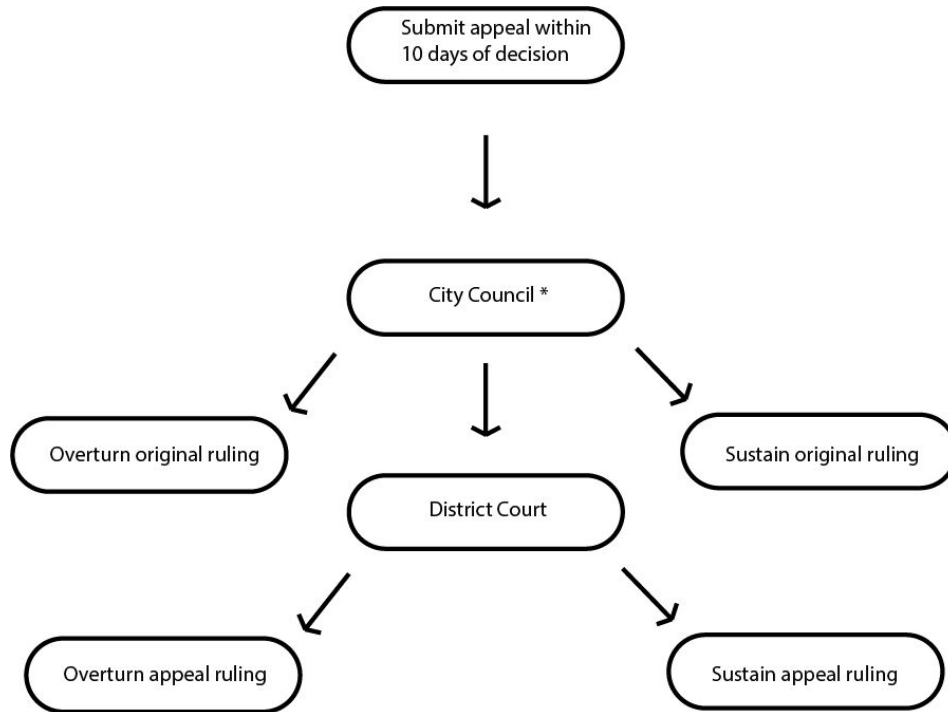 Submit appeal within
10 days of decision
City Council *
Overturn original ruling
Sustain original ruling
District Court
Overturn appeal ruling
Sustain appeal ruling